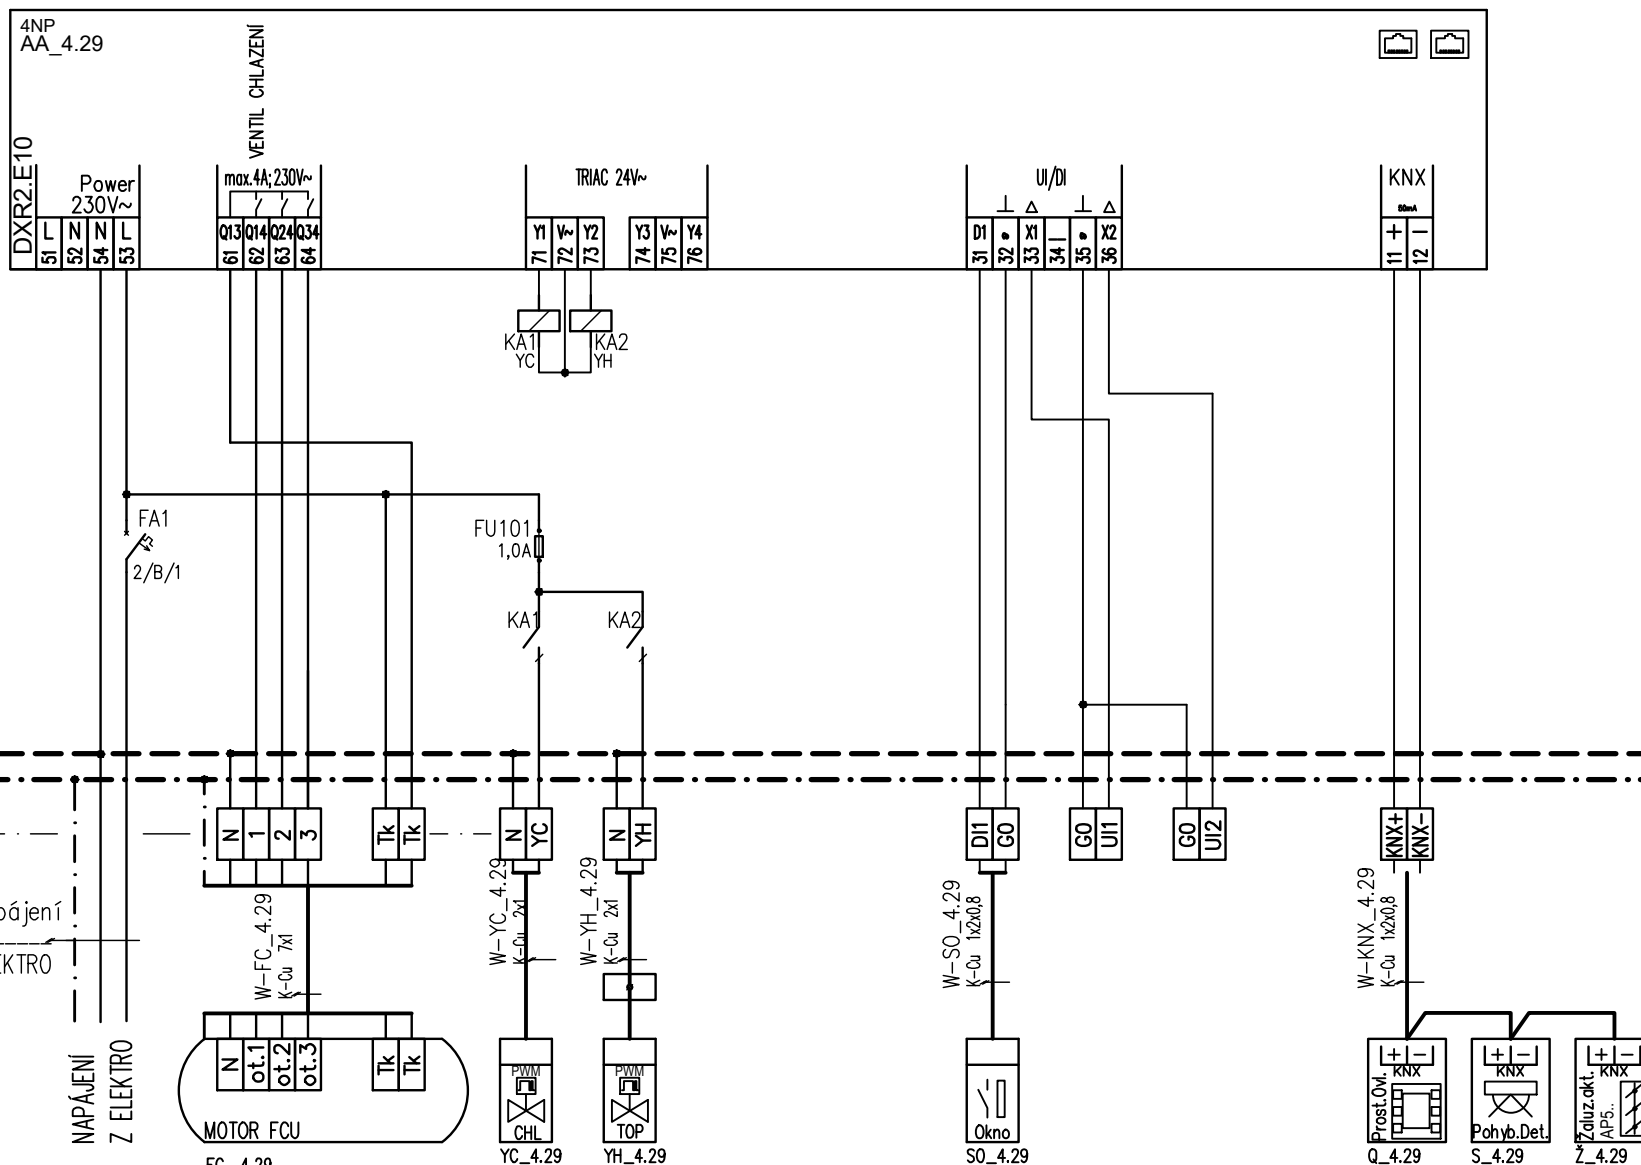 4NP
AA_4.29
DXR2.E10
VENTIL CHLAZENÍ
Power
230V~
max.4A;230V~
TRIAC 24V~
UI/DI
KNX
80mA
L N N L
51 52 54 53
Q13 Q14 Q24 Q34
61 62 63 64
Y1 V~ Y2 Y3 V~ Y4
71 72 73 74 75 76
D1 X1 X2
31 32 33 34 35 36
+ −
11 12
KA1 KA2
YC YH
FA1
2/B/1
FU101
1,0A
KA1 KA2
N 1 2 3 Tk Tk
N YC
N YH
DI1 G0
G0 UI1
G0 UI2
KNX+ KNX-
pájení
EKTRO
W-FC_4.29
K-Cu 7x1
W-YC_4.29
K-Cu 2x1
W-YH_4.29
K-Cu 2x1
W-SO_4.29
K-Cu 1x2x0,8
W-KNX_4.29
K-Cu 1x2x0,8
NAPÁJENÍ
Z ELEKTRO
N ot.1 ot.2 ot.3 Tk Tk
MOTOR FCU
FC_4.29
PWM
CHL
YC_4.29
PWM
TOP
YH_4.29
Okno
SO_4.29
+ −
KNX
Prost.Ovl.
Q_4.29
+ −
KNX
Pohyb.Det.
S_4.29
+ −
KNX
Žaluz.akt.
AP5..
Ž_4.29